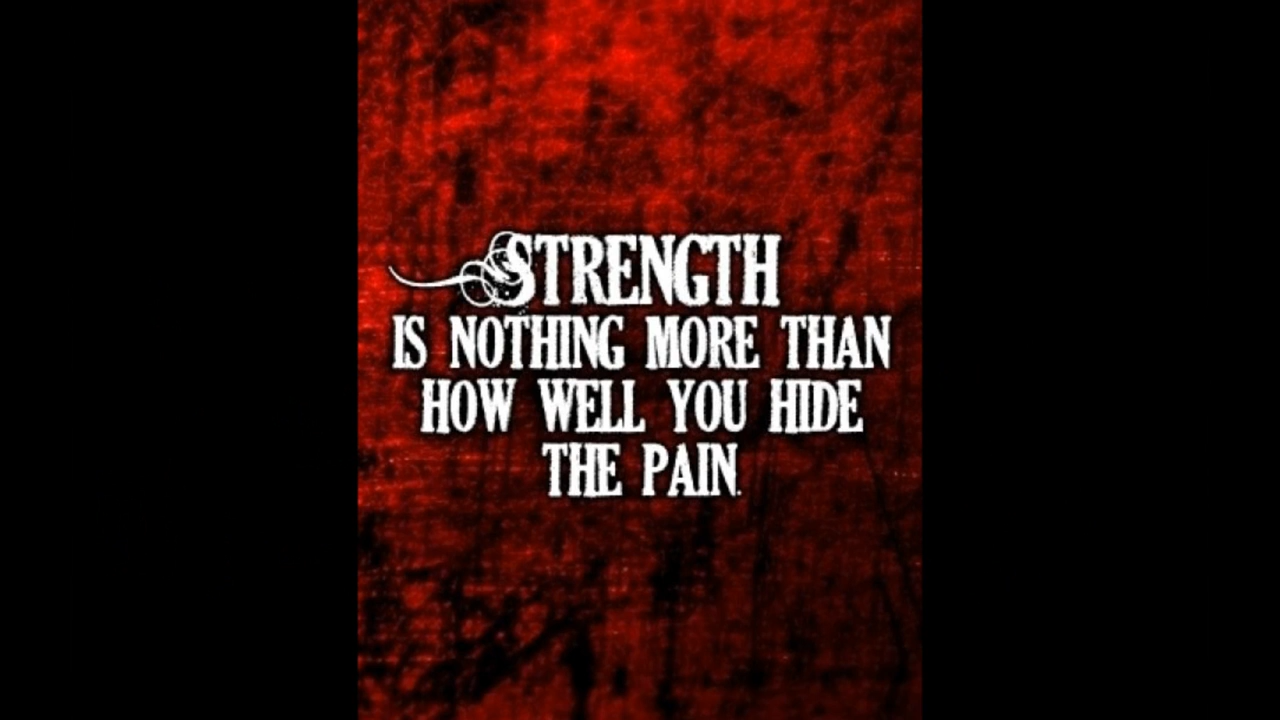 STRENGTH
IS NOTHING MORE THAN
HOW WELL YOU HIDE
THE PAIN.